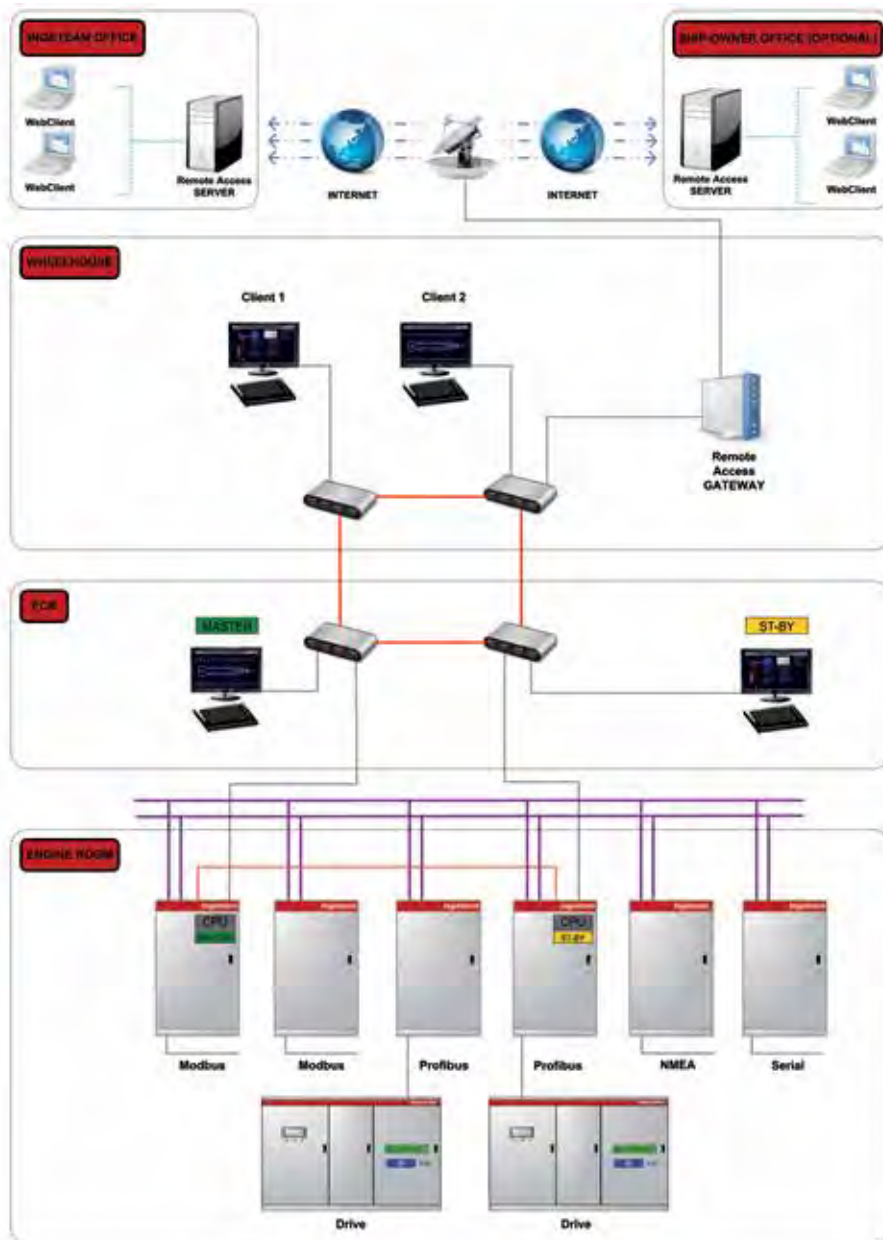 INGETEAM OFFICE
SHIP-OWNER OFFICE (OPTIONAL)
WebClient
WebClient
WebClient
WebClient
Remote Access
SERVER
Remote Access
SERVER
INTERNET
INTERNET
WHEELHOUSE
Client 1
Client 2
Remote
Access
GATEWAY
ECR
MASTER
ST-BY
ENGINE ROOM
CPU
MASTER
CPU
ST-BY
Modbus
Modbus
Profibus
Profibus
NMEA
Serial
Drive
Drive